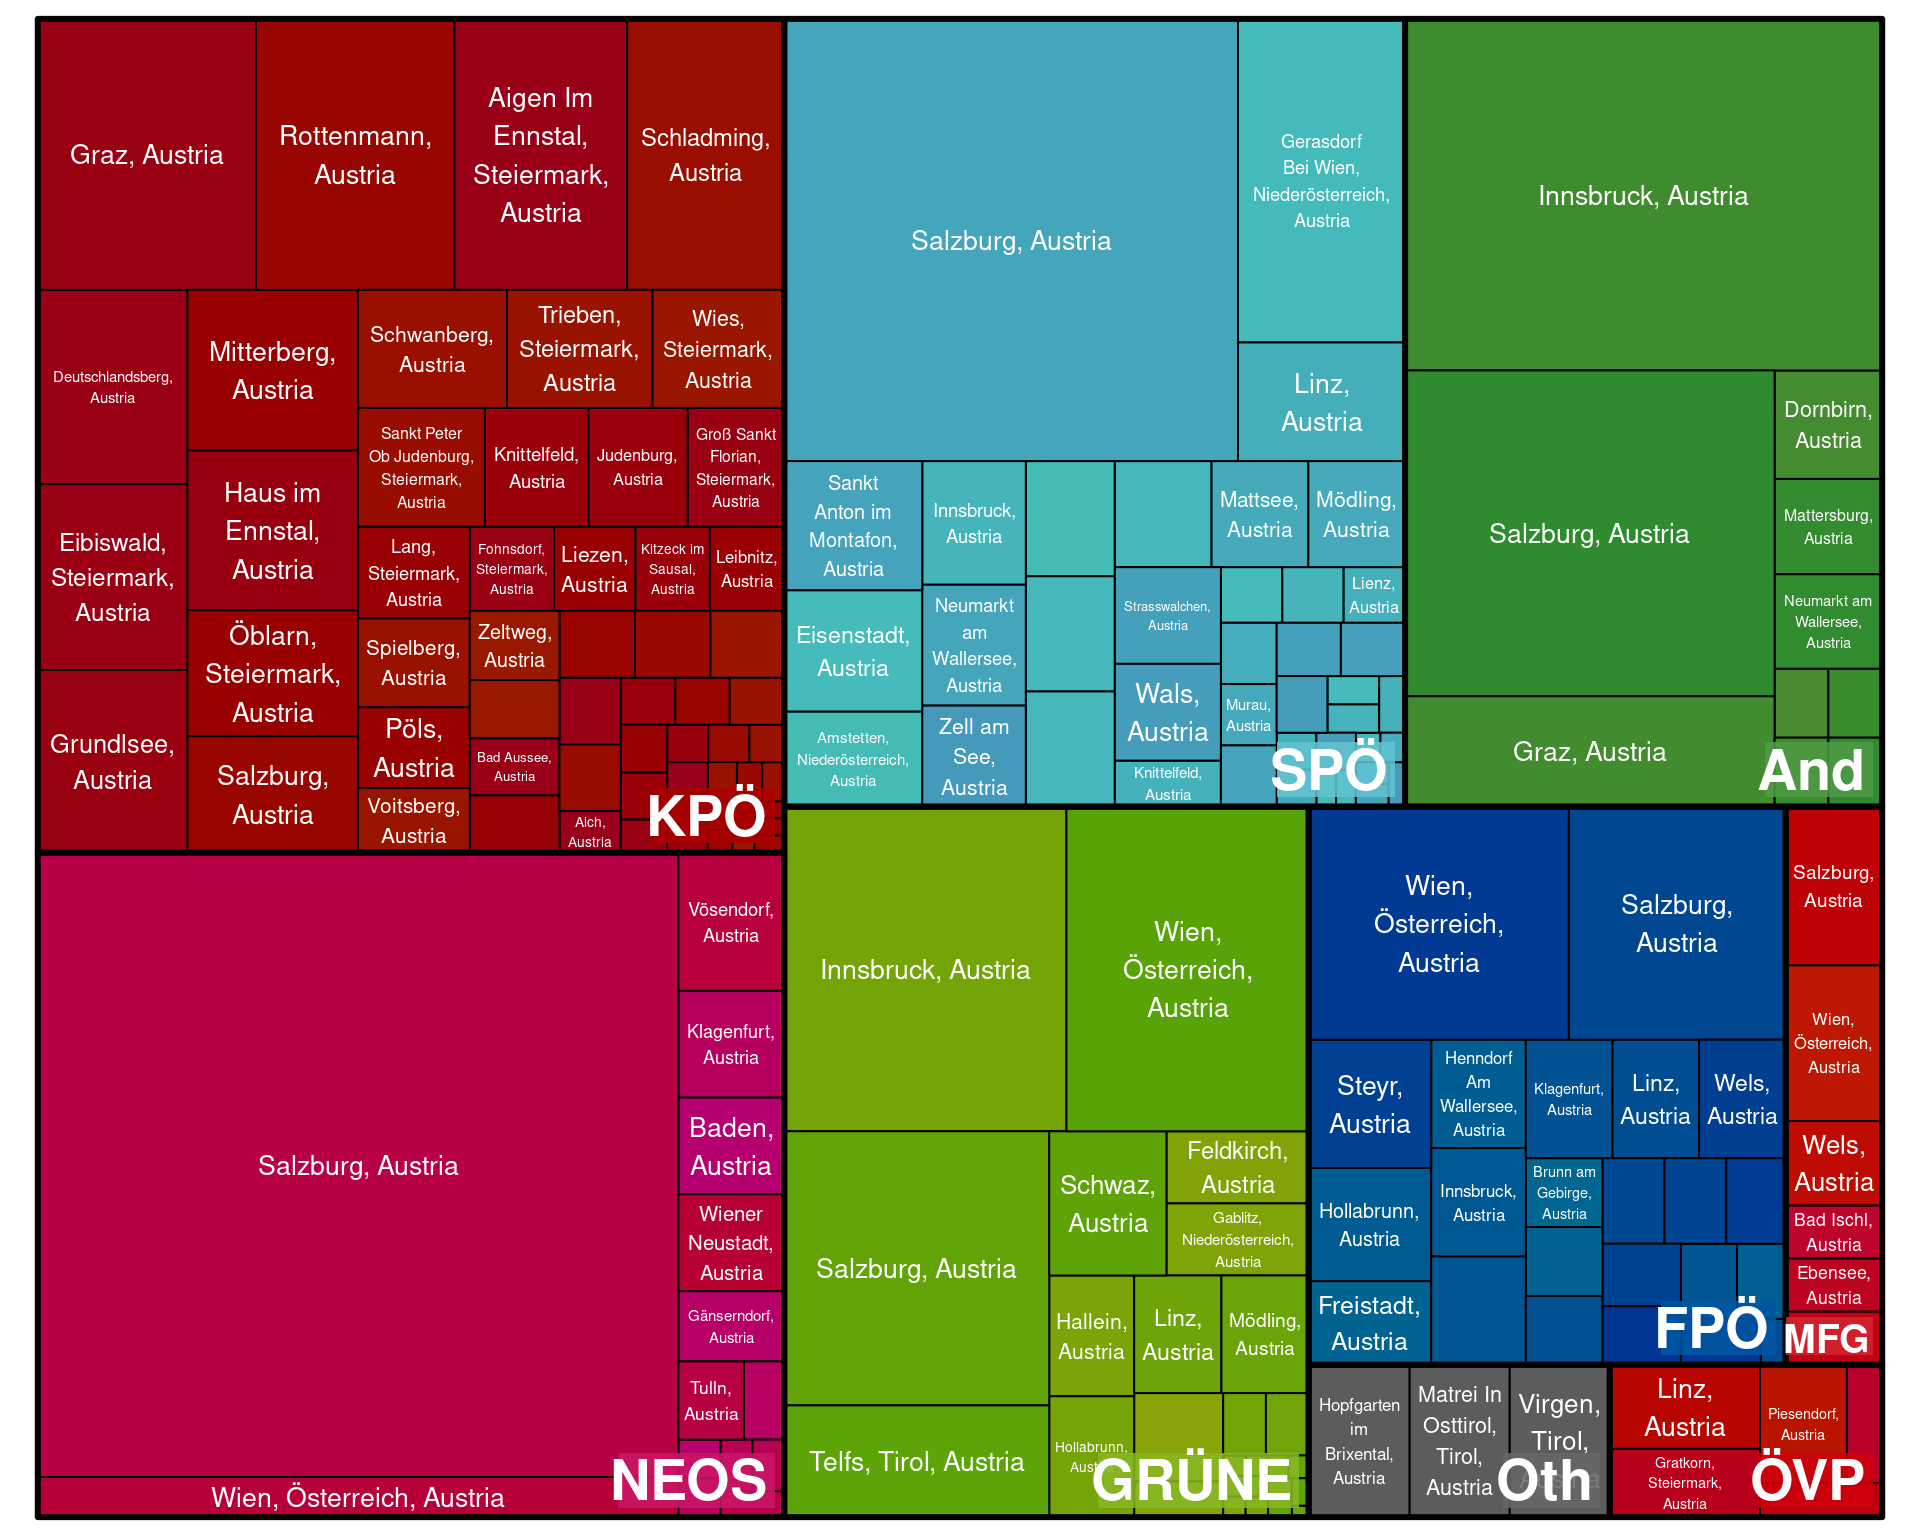 Graz, Austria
Rottenmann,
Austria
Aigen Im
Ennstal,
Steiermark,
Austria
Schladming,
Austria
Deutschlandsberg,
Austria
Mitterberg,
Austria
Schwanberg,
Austria
Trieben,
Steiermark,
Austria
Wies,
Steiermark,
Austria
Sankt Peter
Ob Judenburg,
Steiermark,
Austria
Knittelfeld,
Austria
Judenburg,
Austria
Groß Sankt
Florian,
Steiermark,
Austria
Eibiswald,
Steiermark,
Austria
Haus im
Ennstal,
Austria
Lang,
Steiermark,
Austria
Fohnsdorf,
Steiermark,
Austria
Liezen,
Austria
Kitzeck im
Sausal,
Austria
Leibnitz,
Austria
Öblarn,
Steiermark,
Austria
Spielberg,
Austria
Zeltweg,
Austria
Grundlsee,
Austria
Salzburg,
Austria
Pöls,
Austria
Bad Aussee,
Austria
Voitsberg,
Austria
Aich,
Austria
KPÖ
Salzburg, Austria
Gerasdorf
Bei Wien,
Niederösterreich,
Austria
Linz,
Austria
Sankt
Anton im
Montafon,
Austria
Innsbruck,
Austria
Mattsee,
Austria
Mödling,
Austria
Eisenstadt,
Austria
Neumarkt
am
Wallersee,
Austria
Strasswalchen,
Austria
Lienz,
Austria
Amstetten,
Niederösterreich,
Austria
Zell am
See,
Austria
Wals,
Austria
Murau,
Austria
Knittelfeld,
Austria
SPÖ
Innsbruck, Austria
Salzburg, Austria
Dornbirn,
Austria
Mattersburg,
Austria
Neumarkt am
Wallersee,
Austria
Graz, Austria
And
Salzburg, Austria
Vösendorf,
Austria
Klagenfurt,
Austria
Baden,
Austria
Wiener
Neustadt,
Austria
Gänserndorf,
Austria
Tulln,
Austria
Wien, Österreich, Austria
NEOS
Innsbruck, Austria
Wien,
Österreich,
Austria
Salzburg, Austria
Schwaz,
Austria
Feldkirch,
Austria
Gablitz,
Niederösterreich,
Austria
Hallein,
Austria
Linz,
Austria
Mödling,
Austria
Telfs, Tirol, Austria
Hollabrunn,
Austria
GRÜNE
Wien,
Österreich,
Austria
Salzburg,
Austria
Steyr,
Austria
Henndorf
Am
Wallersee,
Austria
Klagenfurt,
Austria
Linz,
Austria
Wels,
Austria
Hollabrunn,
Austria
Innsbruck,
Austria
Brunn am
Gebirge,
Austria
Freistadt,
Austria
FPÖ
Salzburg,
Austria
Wien,
Österreich,
Austria
Wels,
Austria
Bad Ischl,
Austria
Ebensee,
Austria
MFG
Hopfgarten
im
Brixental,
Austria
Matrei In
Osttirol,
Tirol,
Austria
Virgen,
Tirol,
Austria
Oth
Linz,
Austria
Piesendorf,
Austria
Gratkorn,
Steiermark,
Austria
ÖVP